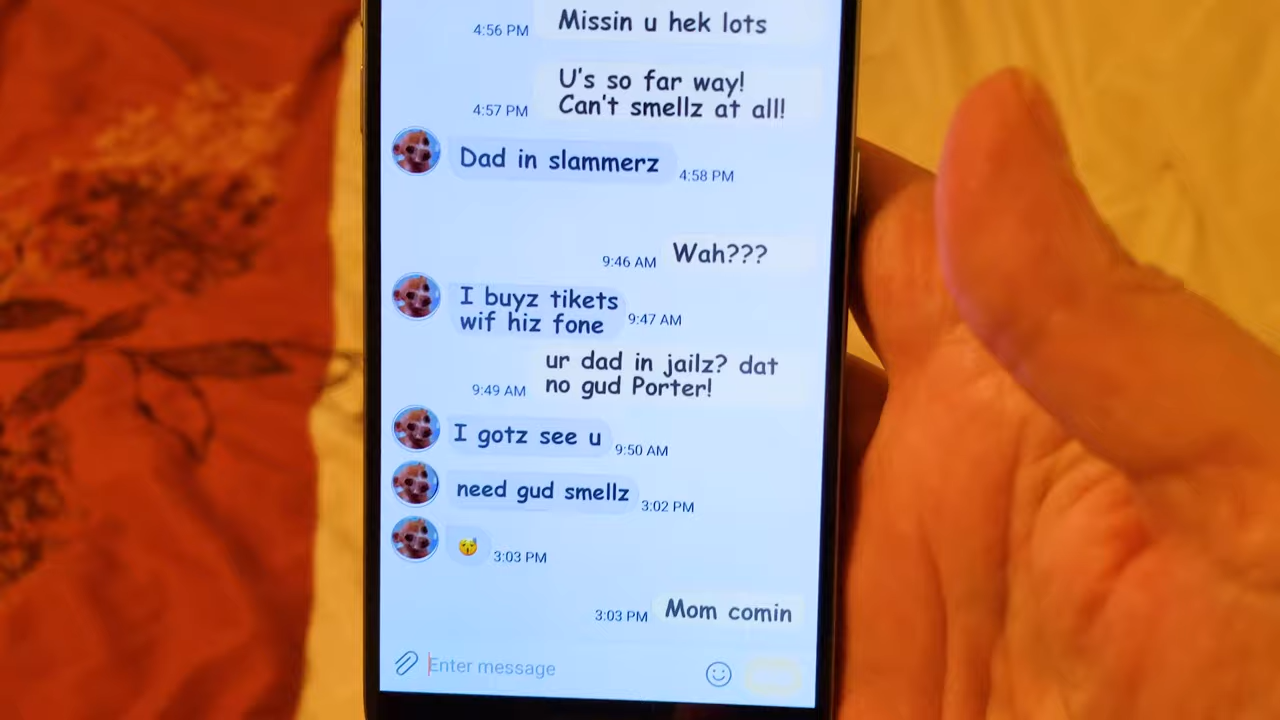 Missin u hek lots
4:56 PM
U's so far way!
Can't smellz at all!
4:57 PM
Dad in slammerz
4:58 PM
Wah???
9:46 AM
I buyz tikets
wif hiz fone
9:47 AM
ur dad in jailz? dat
no gud Porter!
9:49 AM
I gotz see u
9:50 AM
need gud smellz
3:02 PM
3:03 PM
Mom comin
3:03 PM
Enter message